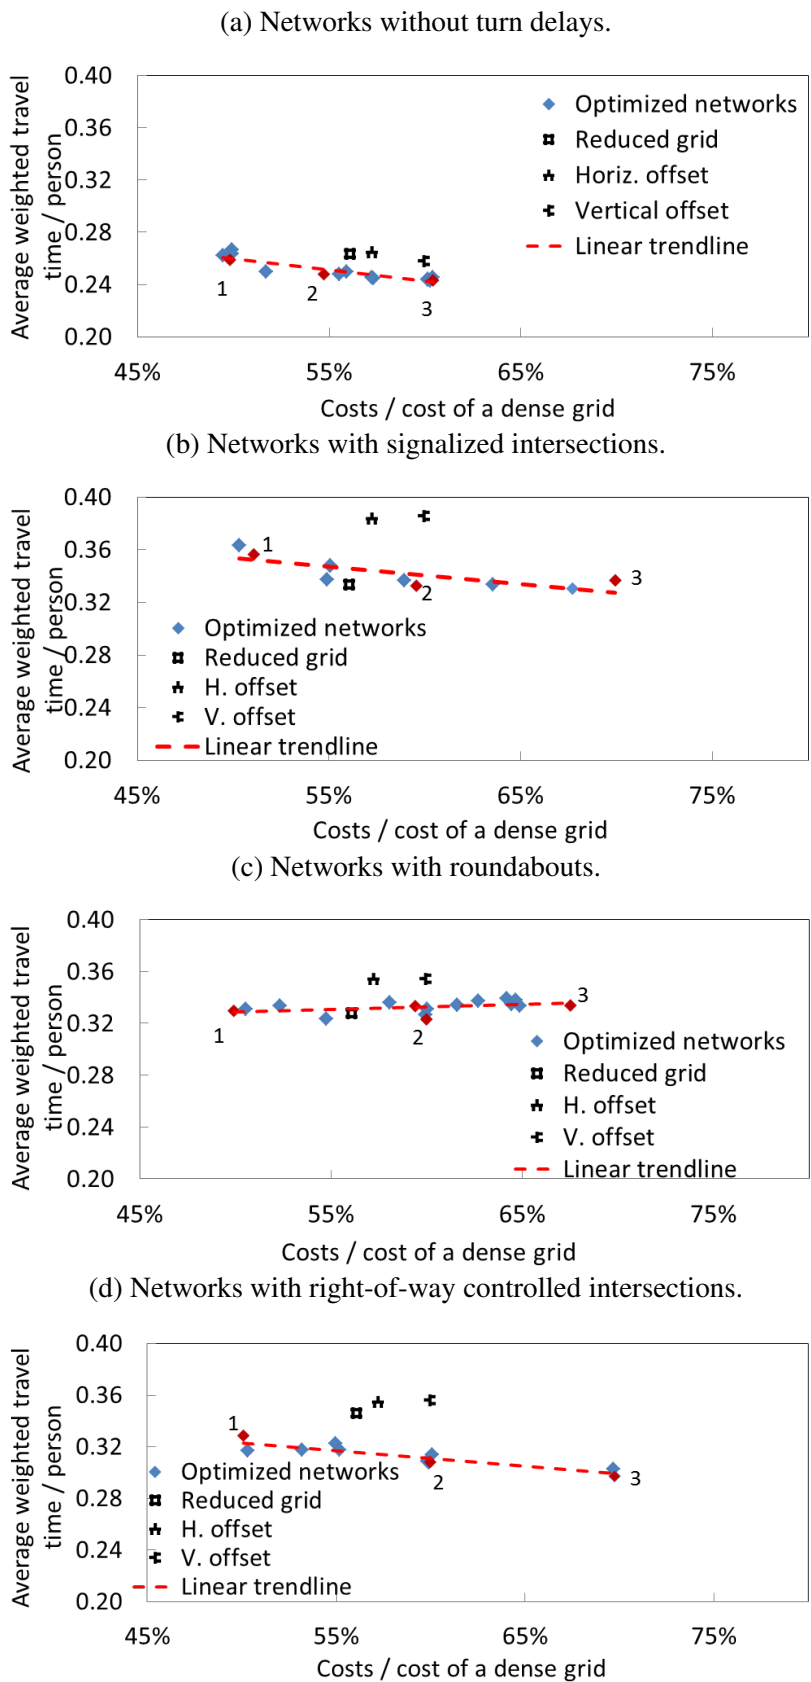 (a) Networks without turn delays.
Average weighted travel
time / person
0.40
0.36
0.32
0.28
0.24
0.20
Optimized networks
Reduced grid
Horiz. offset
Vertical offset
Linear trendline
1
2
3
45%
55%
65%
75%
Costs / cost of a dense grid
(b) Networks with signalized intersections.
Average weighted travel
time / person
0.40
0.36
0.32
0.28
0.24
0.20
1
2
3
Optimized networks
Reduced grid
H. offset
V. offset
Linear trendline
45%
55%
65%
75%
Costs / cost of a dense grid
(c) Networks with roundabouts.
Average weighted travel
time / person
0.40
0.36
0.32
0.28
0.24
0.20
1
2
3
Optimized networks
Reduced grid
H. offset
V. offset
Linear trendline
45%
55%
65%
75%
Costs / cost of a dense grid
(d) Networks with right-of-way controlled intersections.
Average weighted travel
time / person
0.40
0.36
0.32
0.28
0.24
0.20
1
2
3
Optimized networks
Reduced grid
H. offset
V. offset
Linear trendline
45%
55%
65%
75%
Costs / cost of a dense grid